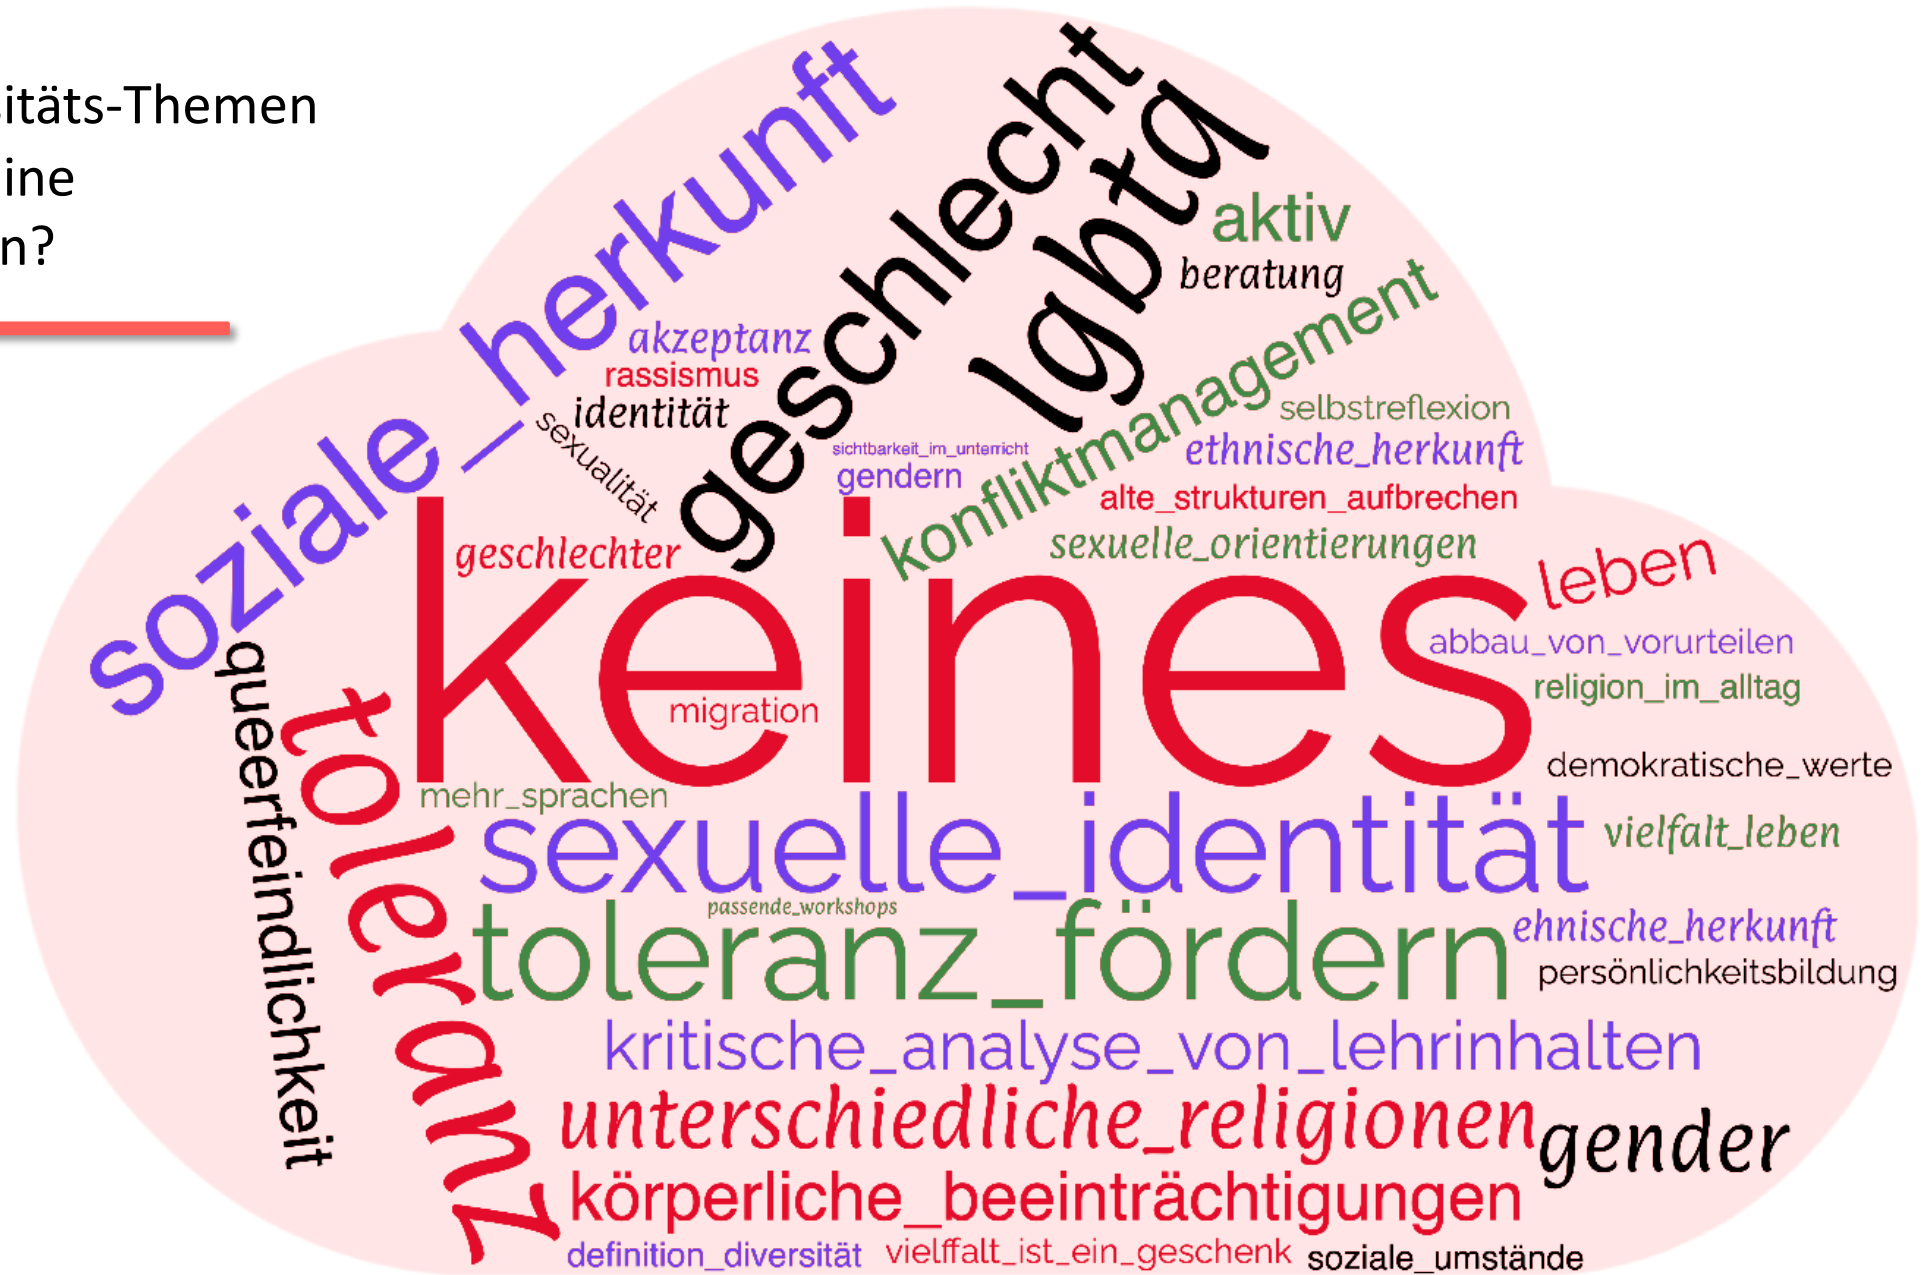 sitäts-Themen
ine
n?
soziale_herkunft
geschlecht
lgbtq
aktiv
beratung
akzeptanz
rassismus
identität
sexualität
konfliktmanagement
selbstreflexion
sichtbarkeit_im_unterricht
gendern
ethnische_herkunft
alte_strukturen_aufbrechen
geschlechter
sexuelle_orientierungen
leben
keines
abbau_von_vorurteilen
religion_im_alltag
migration
queerfeindlichkeit
toleranz
mehr_sprachen
demokratische_werte
sexuelle_identität
vielfalt_leben
passende_workshops
toleranz_fördern
ehnische_herkunft
persönlichkeitsbildung
kritische_analyse_von_lehrinhalten
unterschiedliche_religionen
gender
körperliche_beeinträchtigungen
definition_diversität
vielffalt_ist_ein_geschenk
soziale_umstände